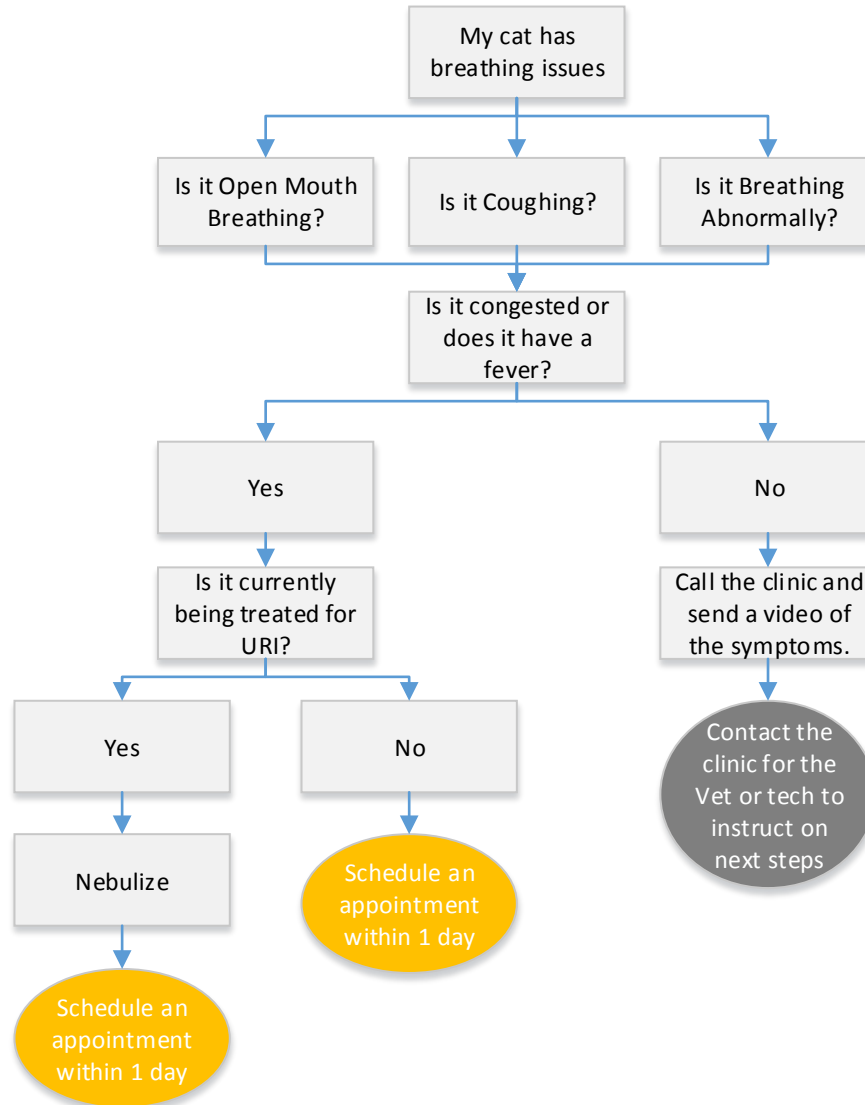 My cat has
breathing issues
Is it Open Mouth
Breathing?
Is it Coughing?
Is it Breathing
Abnormally?
Is it congested or
does it have a
fever?
Yes
No
Is it currently
being treated for
URI?
Call the clinic and
send a video of
the symptoms.
Yes
No
Contact the
clinic for the
Vet or tech to
instruct on
next steps
Nebulize
Schedule an
appointment
within 1 day
Schedule an
appointment
within 1 day